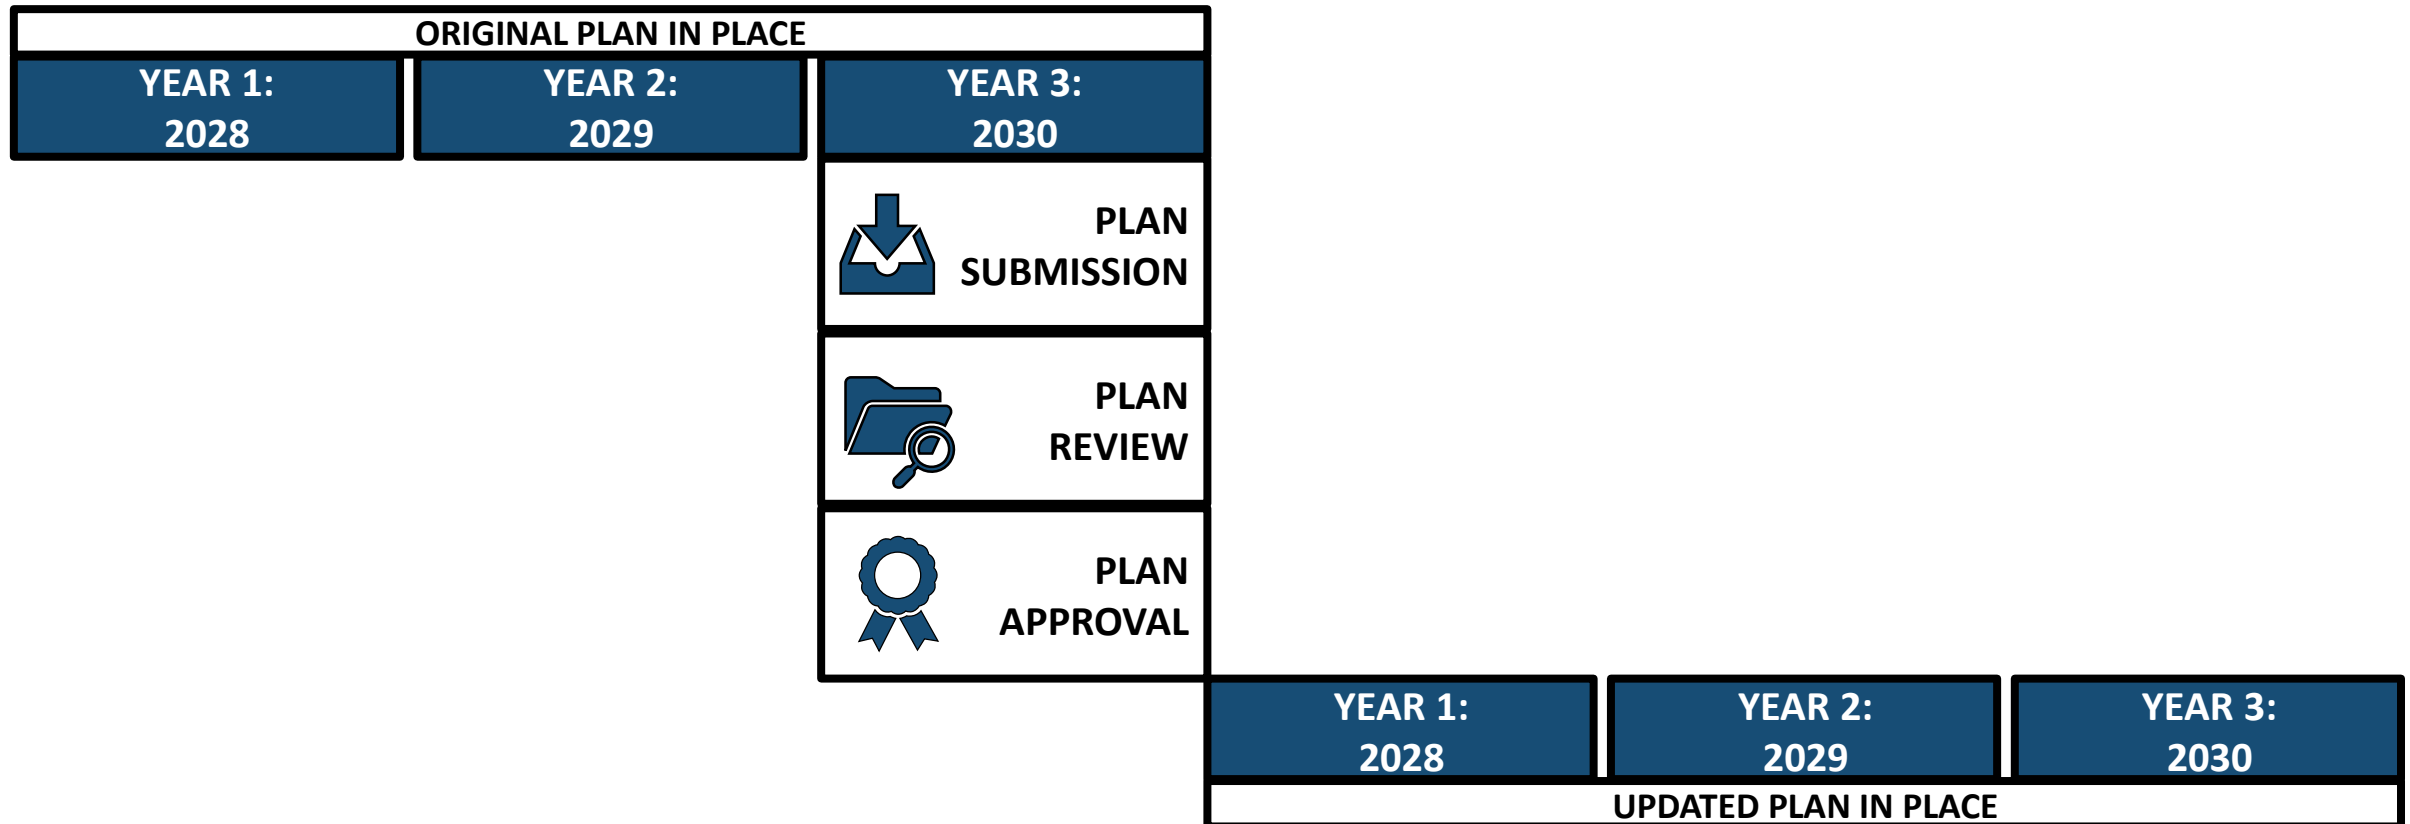 ORIGINAL PLAN IN PLACE
YEAR 1:
2028
YEAR 2:
2029
YEAR 3:
2030
PLAN
SUBMISSION
PLAN
REVIEW
PLAN
APPROVAL
YEAR 1:
2028
YEAR 2:
2029
YEAR 3:
2030
UPDATED PLAN IN PLACE